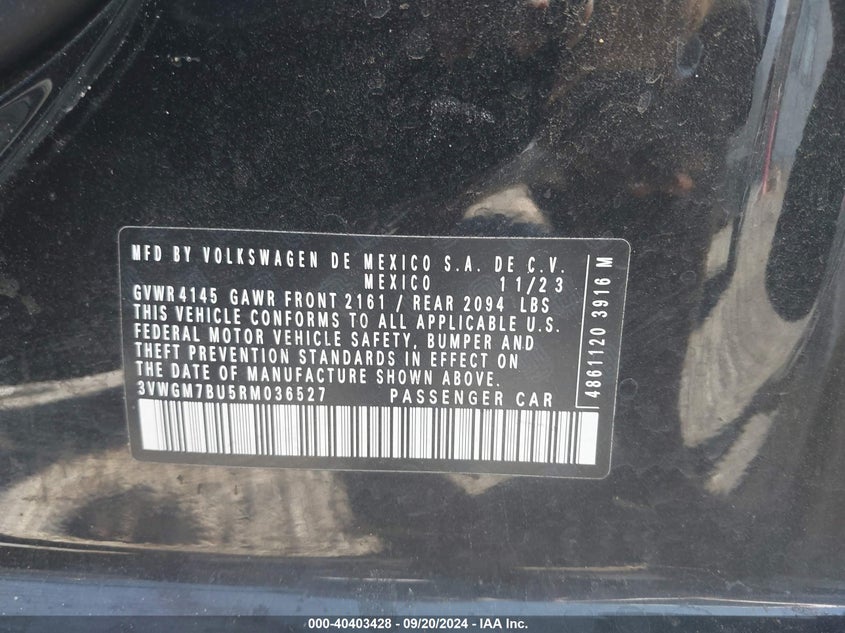 MFD BY VOLKSWAGEN DE MEXICO S.A. DE C.V.
MEXICO 11/23
GVWR 4145 GAWR FRONT 2161 / REAR 2094 LBS
THIS VEHICLE CONFORMS TO ALL APPLICABLE U.S.
FEDERAL MOTOR VEHICLE SAFETY, BUMPER AND
THEFT PREVENTION STANDARDS IN EFFECT ON
THE DATE OF MANUFACTURE SHOWN ABOVE.
3VWGM7BU5RM036527 PASSENGER CAR
4861120 3916 M
000-40403428 - 09/20/2024 - IAA Inc.